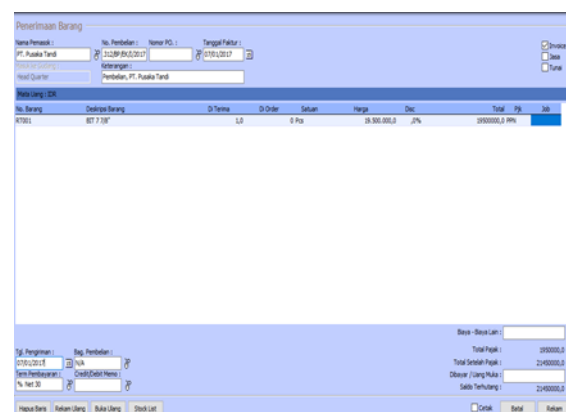 Penerimaan Barang
Nama Pemasok : No. Pembelian : Nomor PO. : Tanggal Faktur :
PT. Pusaka Tandi 07/01/2017 Invoice
Keterangan : Jasa
Head Quarter Pembelian, PT. Pusaka Tandi Tunai
Mata Uang : IDR
No. Barang Deskripsi Barang Di Terima Di Order Satuan Harga Disc Total Pjk Job
RT001 BIT 7 7/8" 1,0 0 Pcs 19.500.000,0 ,0% 19500000,0 PPN
Biaya - Biaya Lain :
Tgl. Pengiriman : Bag. Pembelian : Total Pajak : 1950000,0
07/01/2017 N/A Total Setelah Pajak : 21450000,0
Term Pembayaran : Credit/Debit Memo : Dibayar / Uang Muka :
% Net 30 Saldo Terhutang : 21450000,0
Hapus Baris Rekam Ulang Buka Ulang Stock List Cetak Batal Rekam